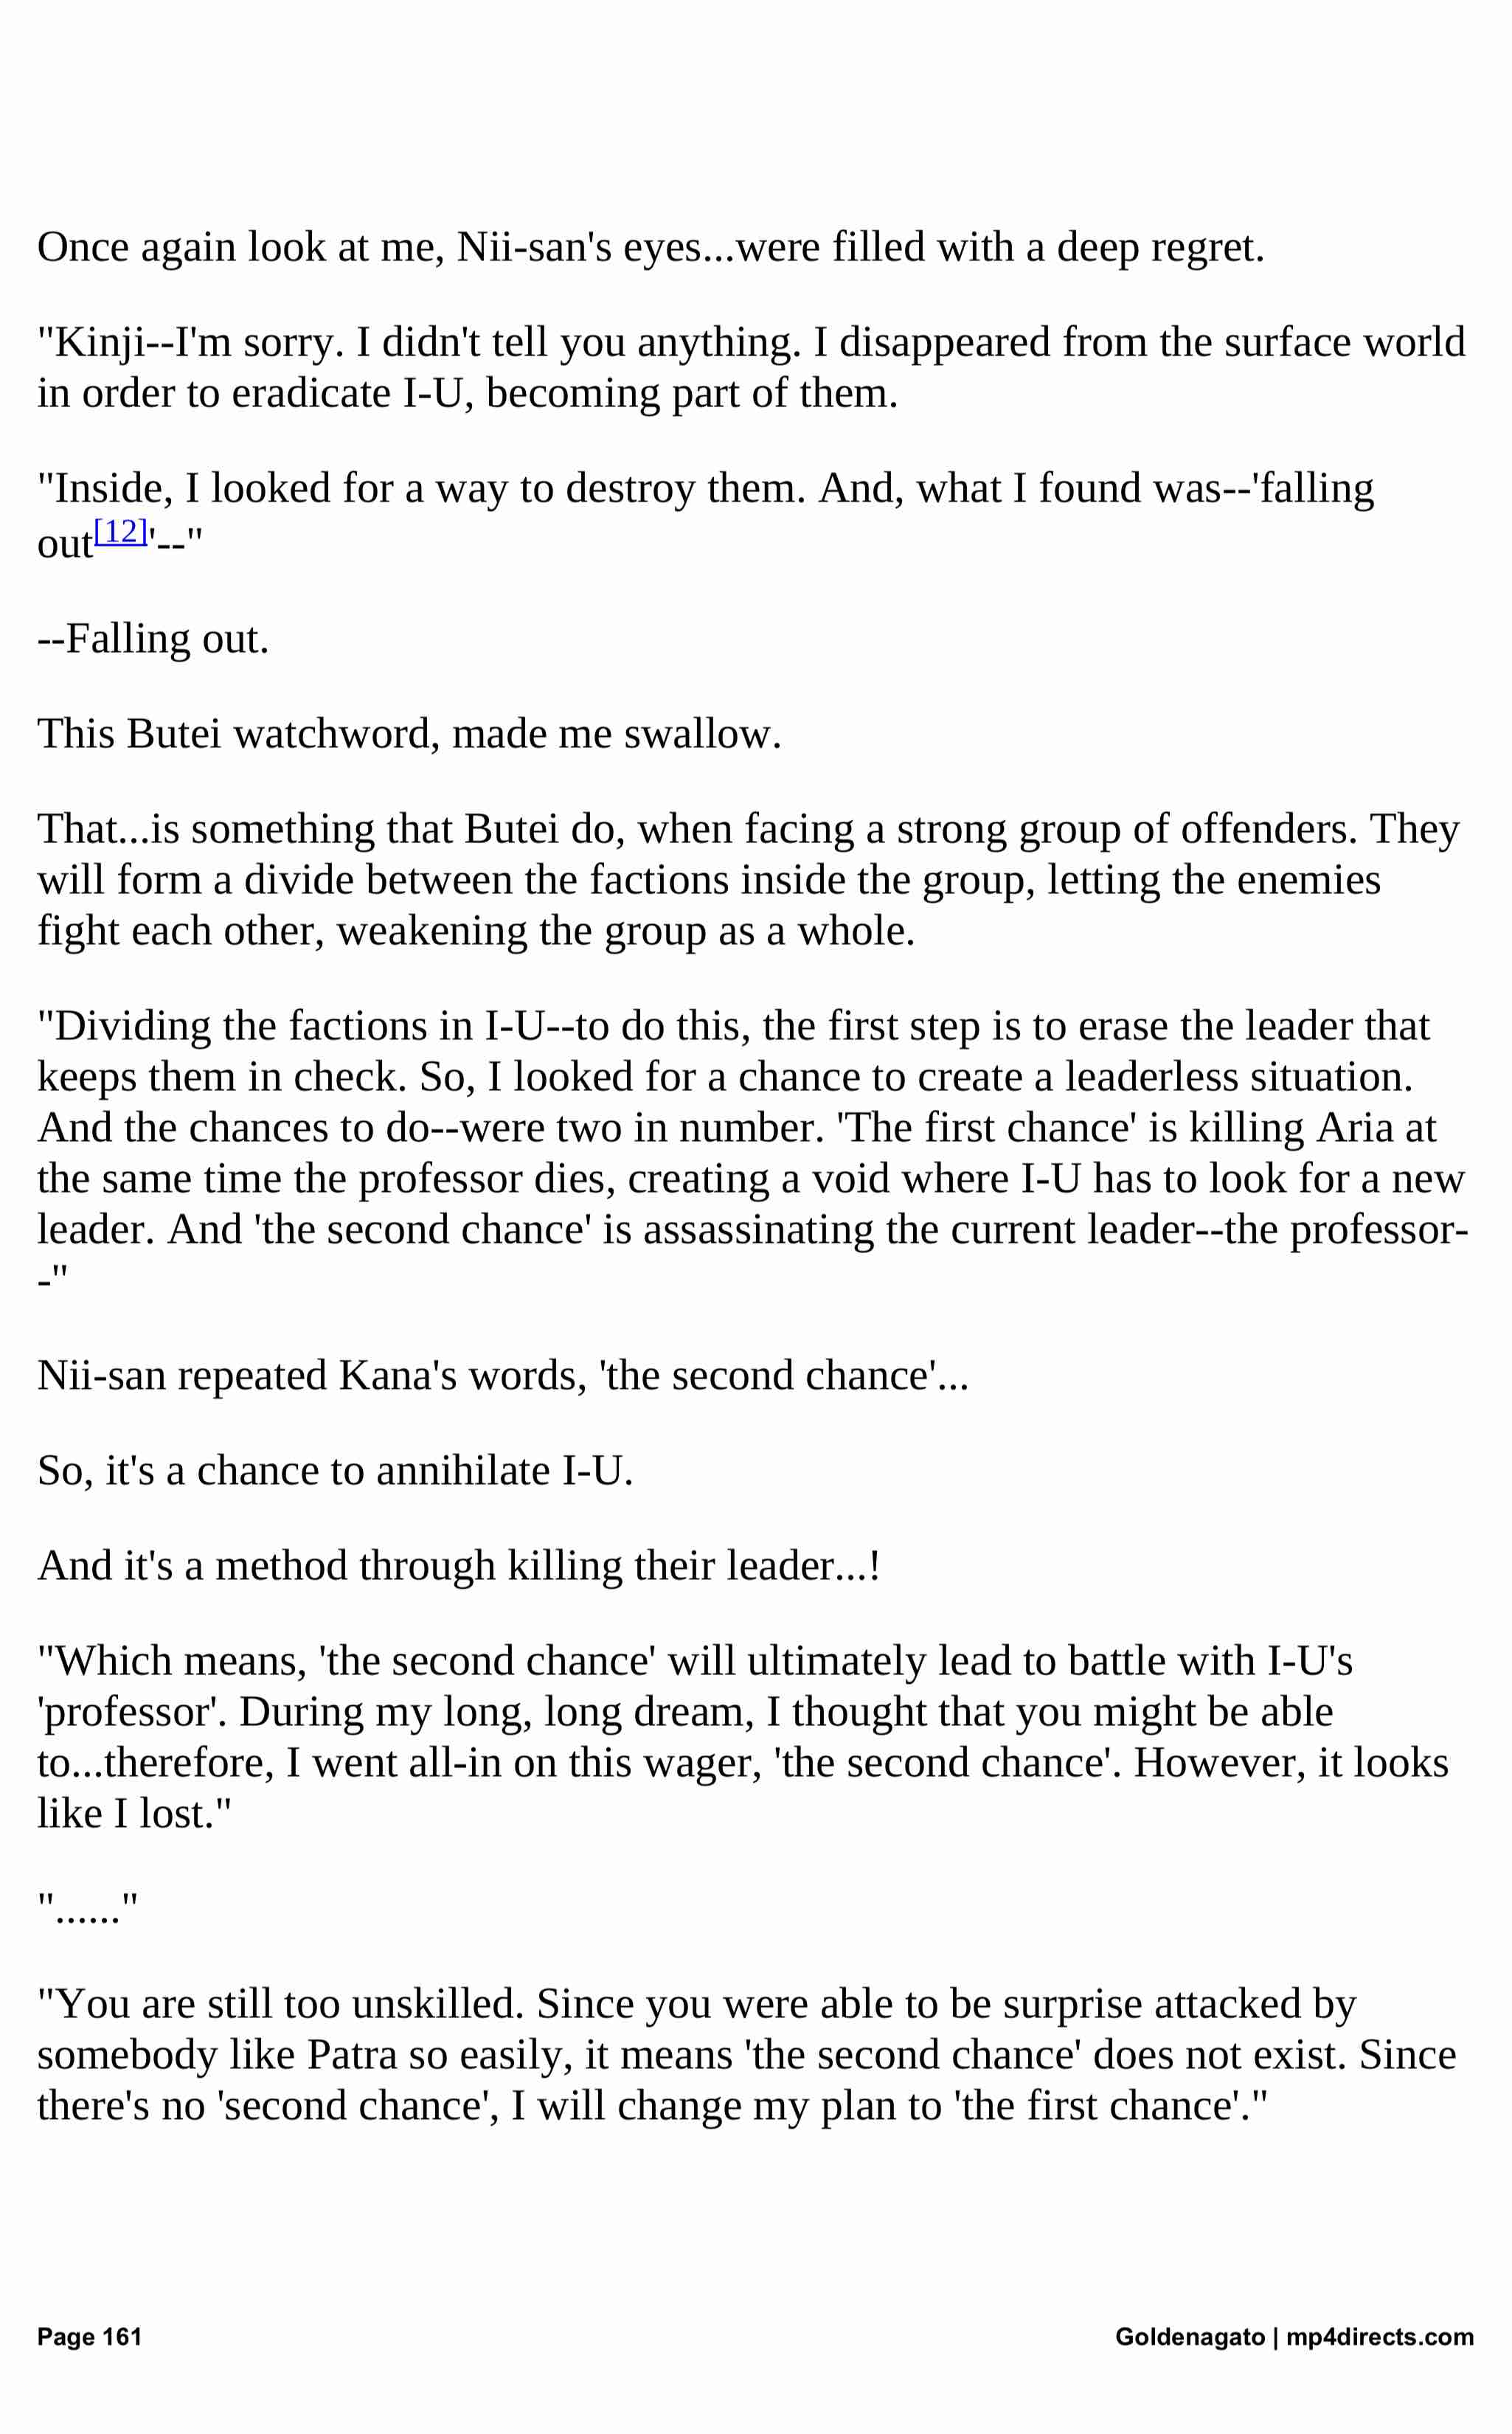 Once again look at me, Nii-san's eyes...were filled with a deep regret.
"Kinji--I'm sorry. I didn't tell you anything. I disappeared from the surface world
in order to eradicate I-U, becoming part of them.
"Inside, I looked for a way to destroy them. And, what I found was--'falling
out[12]'--"
--Falling out.
This Butei watchword, made me swallow.
That...is something that Butei do, when facing a strong group of offenders. They
will form a divide between the factions inside the group, letting the enemies
fight each other, weakening the group as a whole.
"Dividing the factions in I-U--to do this, the first step is to erase the leader that
keeps them in check. So, I looked for a chance to create a leaderless situation.
And the chances to do--were two in number. 'The first chance' is killing Aria at
the same time the professor dies, creating a void where I-U has to look for a new
leader. And 'the second chance' is assassinating the current leader--the professor-
-"
Nii-san repeated Kana's words, 'the second chance'...
So, it's a chance to annihilate I-U.
And it's a method through killing their leader...!
"Which means, 'the second chance' will ultimately lead to battle with I-U's
'professor'. During my long, long dream, I thought that you might be able
to...therefore, I went all-in on this wager, 'the second chance'. However, it looks
like I lost."
"......"
"You are still too unskilled. Since you were able to be surprise attacked by
somebody like Patra so easily, it means 'the second chance' does not exist. Since
there's no 'second chance', I will change my plan to 'the first chance'."
Page 161
Goldenagato | mp4directs.com